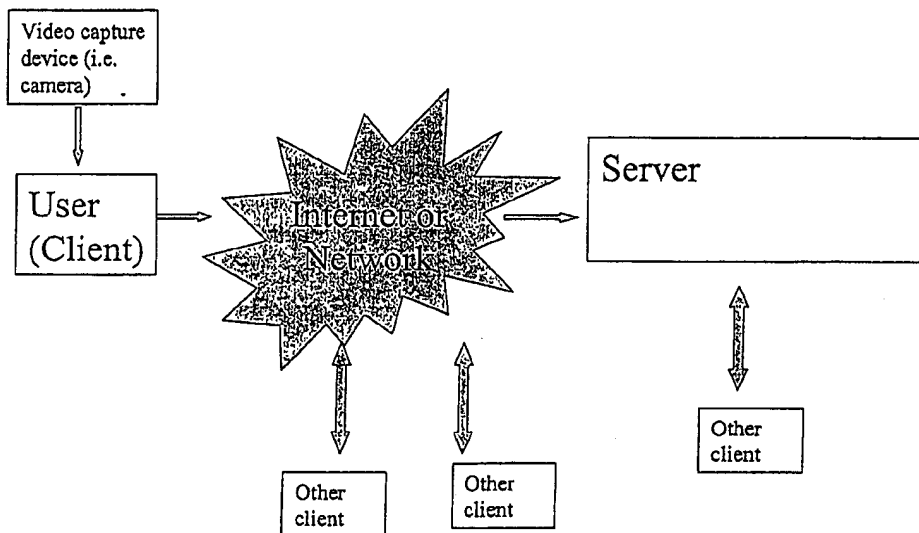 Video capture
device (i.e.
camera)
User
(Client)
Internet or
Network
Server
Other
client
Other
client
Other
client